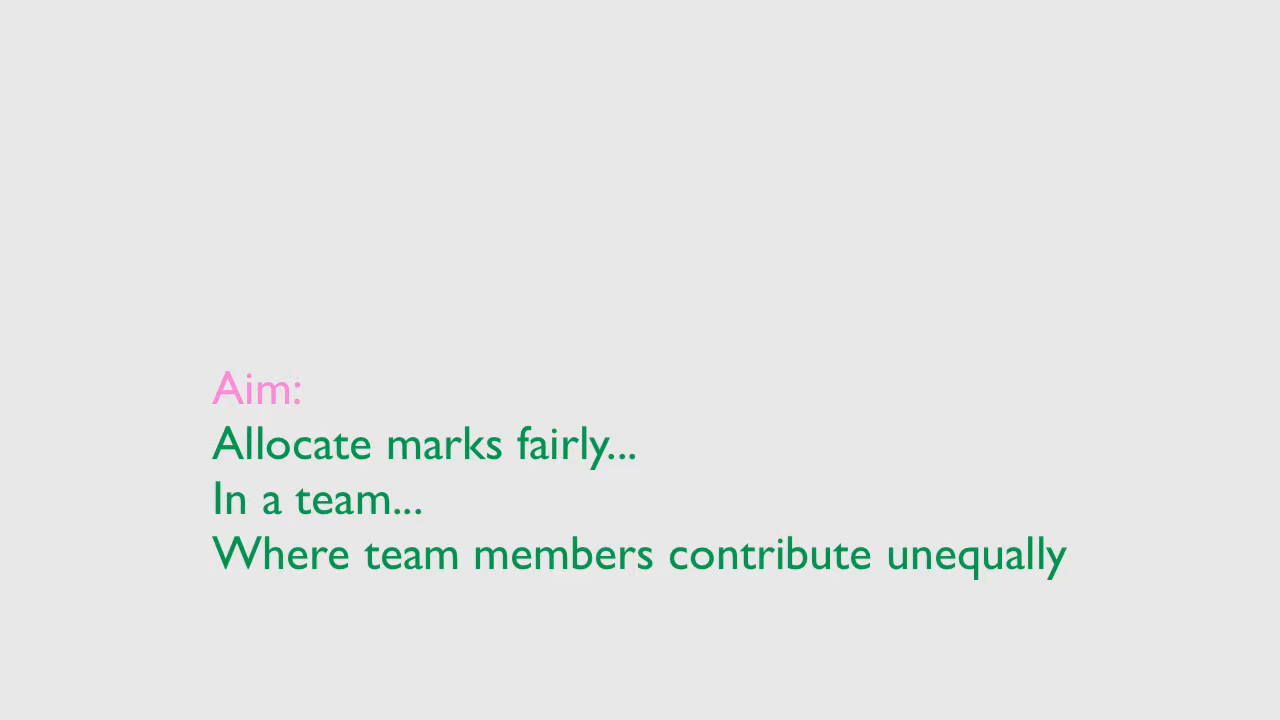 Aim:
Allocate marks fairly...
In a team...
Where team members contribute unequally